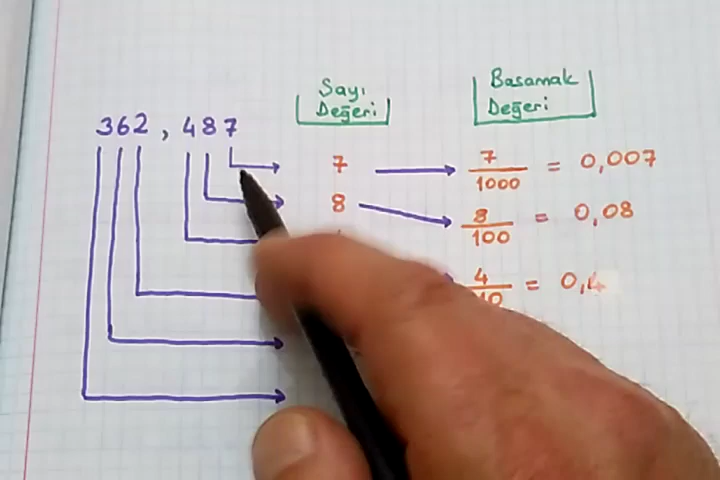 Sayı Değeri
Basamak Değeri
362,487
7 → 7/1000 = 0,007
8 → 8/100 = 0,08
4/10 = 0,4